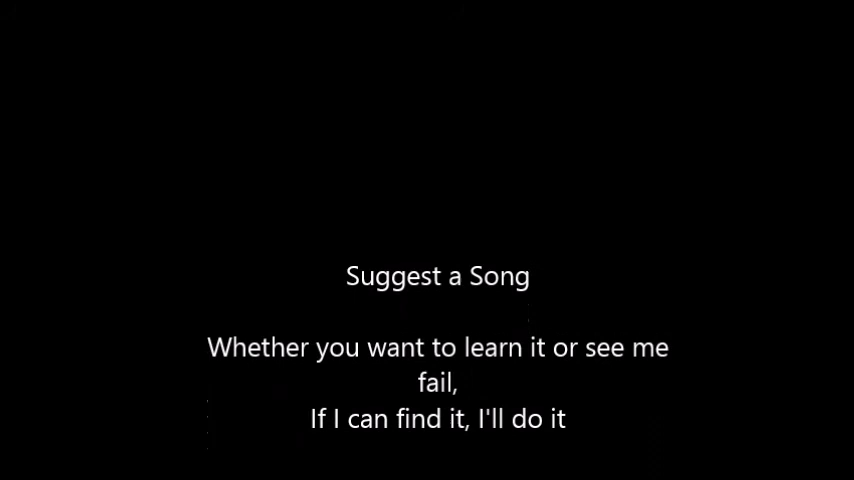 Suggest a Song
Whether you want to learn it or see me
fail,
If I can find it, I'll do it